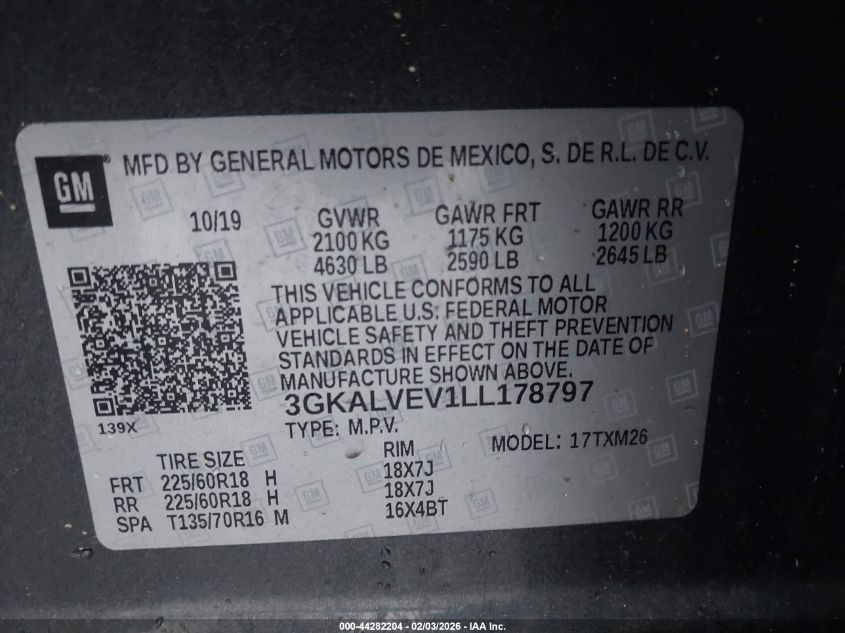 GM
MFD BY GENERAL MOTORS DE MEXICO, S. DE R.L. DE C.V.
10/19 GVWR GAWR FRT GAWR RR
2100 KG 1175 KG 1200 KG
4630 LB 2590 LB 2645 LB
THIS VEHICLE CONFORMS TO ALL
APPLICABLE U.S. FEDERAL MOTOR
VEHICLE SAFETY AND THEFT PREVENTION
STANDARDS IN EFFECT ON THE DATE OF
MANUFACTURE SHOWN ABOVE.
3GKALVEV1LL178797
139X
TYPE: M.P.V. MODEL: 17TXM26
TIRE SIZE RIM
FRT 225/60R18 H 18X7J
RR 225/60R18 H 18X7J
SPA T135/70R16 M 16X4BT
000-44282204 - 02/03/2026 - IAA Inc.